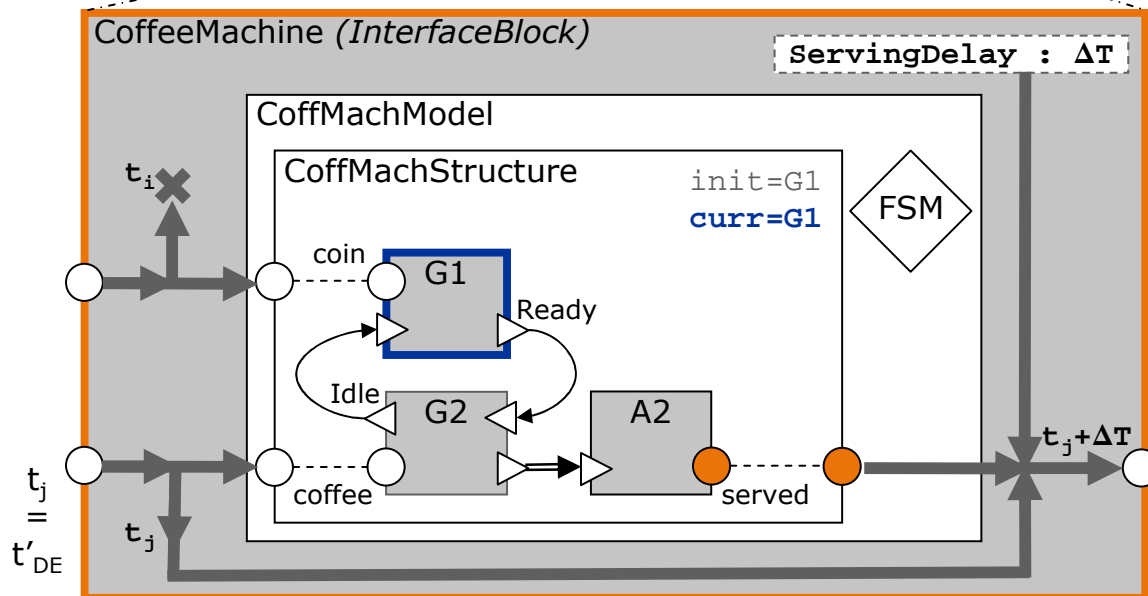 CoffeeMachine (InterfaceBlock)
ServingDelay : ΔT
CoffMachModel
CoffMachStructure
init=G1
curr=G1
FSM
tᵢ
coin
G1
Ready
Idle
G2
A2
tⱼ+ΔT
coffee
served
tⱼ
=
t’DE
tⱼ